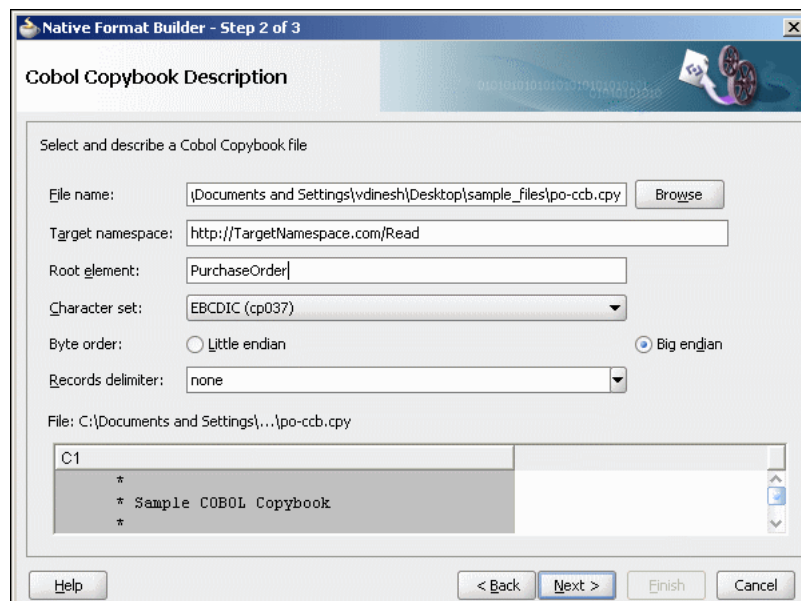 Native Format Builder - Step 2 of 3
Cobol Copybook Description
Select and describe a Cobol Copybook file
File name: \Documents and Settings\vdinesh\Desktop\sample_files\po-ccb.cpy Browse
Target namespace: http://TargetNamespace.com/Read
Root element: PurchaseOrder
Character set: EBCDIC (cp037)
Byte order: Little endian Big endian
Records delimiter: none
File: C:\Documents and Settings\...\po-ccb.cpy
C1
*
* Sample COBOL Copybook
*
Help < Back Next > Finish Cancel